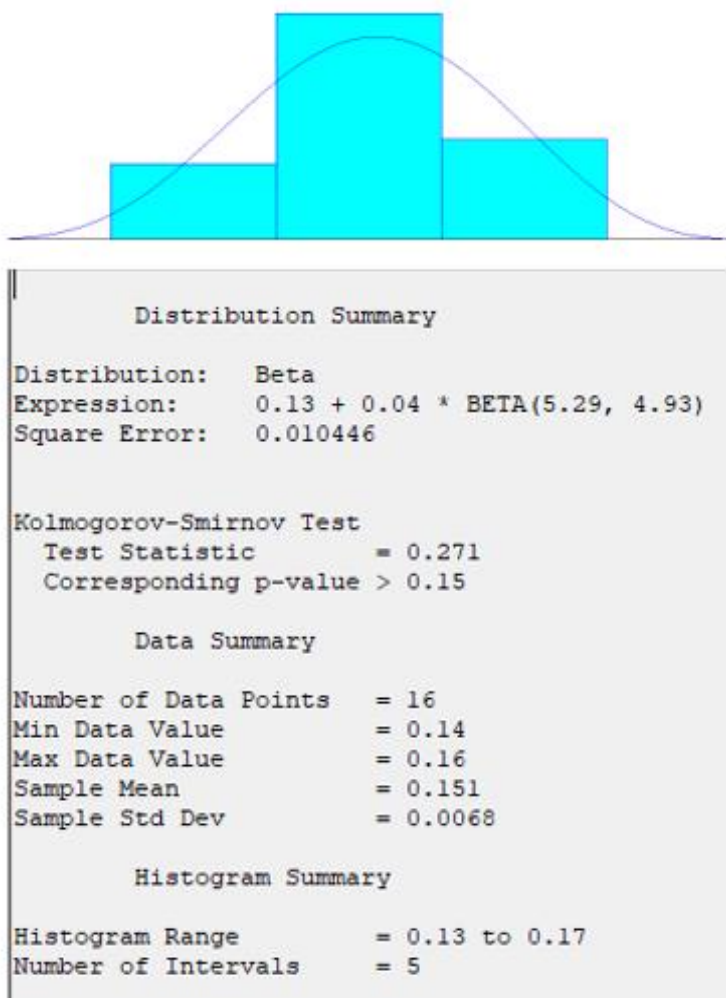 Distribution Summary
Distribution: Beta
Expression: 0.13 + 0.04 * BETA(5.29, 4.93)
Square Error: 0.010446
Kolmogorov-Smirnov Test
Test Statistic = 0.271
Corresponding p-value > 0.15
Data Summary
Number of Data Points = 16
Min Data Value = 0.14
Max Data Value = 0.16
Sample Mean = 0.151
Sample Std Dev = 0.0068
Histogram Summary
Histogram Range = 0.13 to 0.17
Number of Intervals = 5